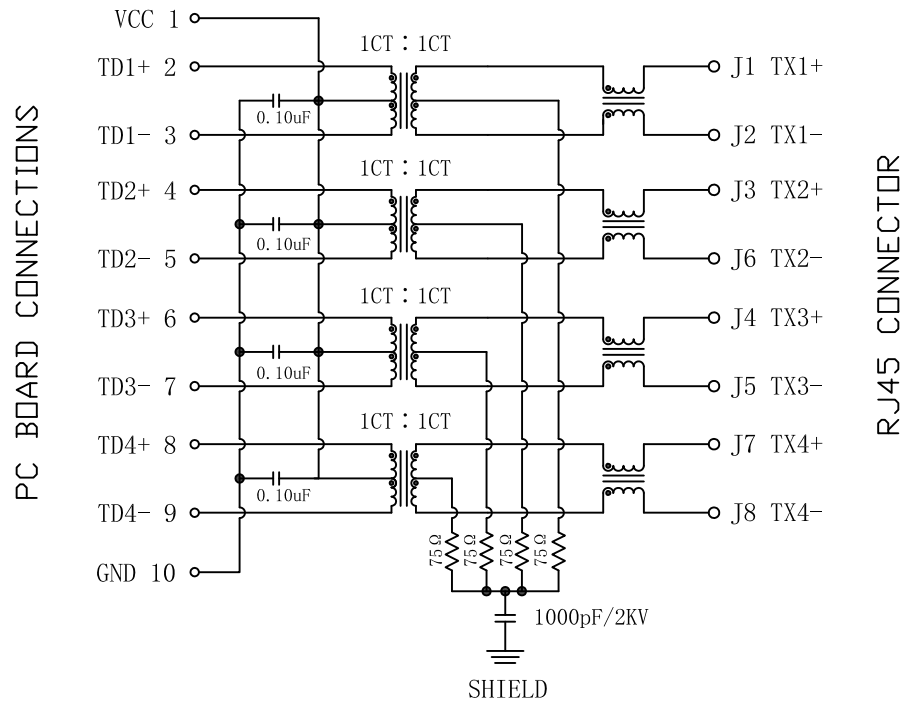 VCC 1
1CT : 1CT
TD1+ 2
J1 TX1+
0.10uF
TD1- 3
J2 TX1-
1CT : 1CT
TD2+ 4
J3 TX2+
0.10uF
TD2- 5
J6 TX2-
1CT : 1CT
TD3+ 6
J4 TX3+
0.10uF
TD3- 7
J5 TX3-
1CT : 1CT
TD4+ 8
J7 TX4+
0.10uF
TD4- 9
J8 TX4-
GND 10
75Ω
75Ω
75Ω
75Ω
1000pF/2KV
SHIELD
PC BOARD CONNECTIONS
RJ45 CONNECTOR